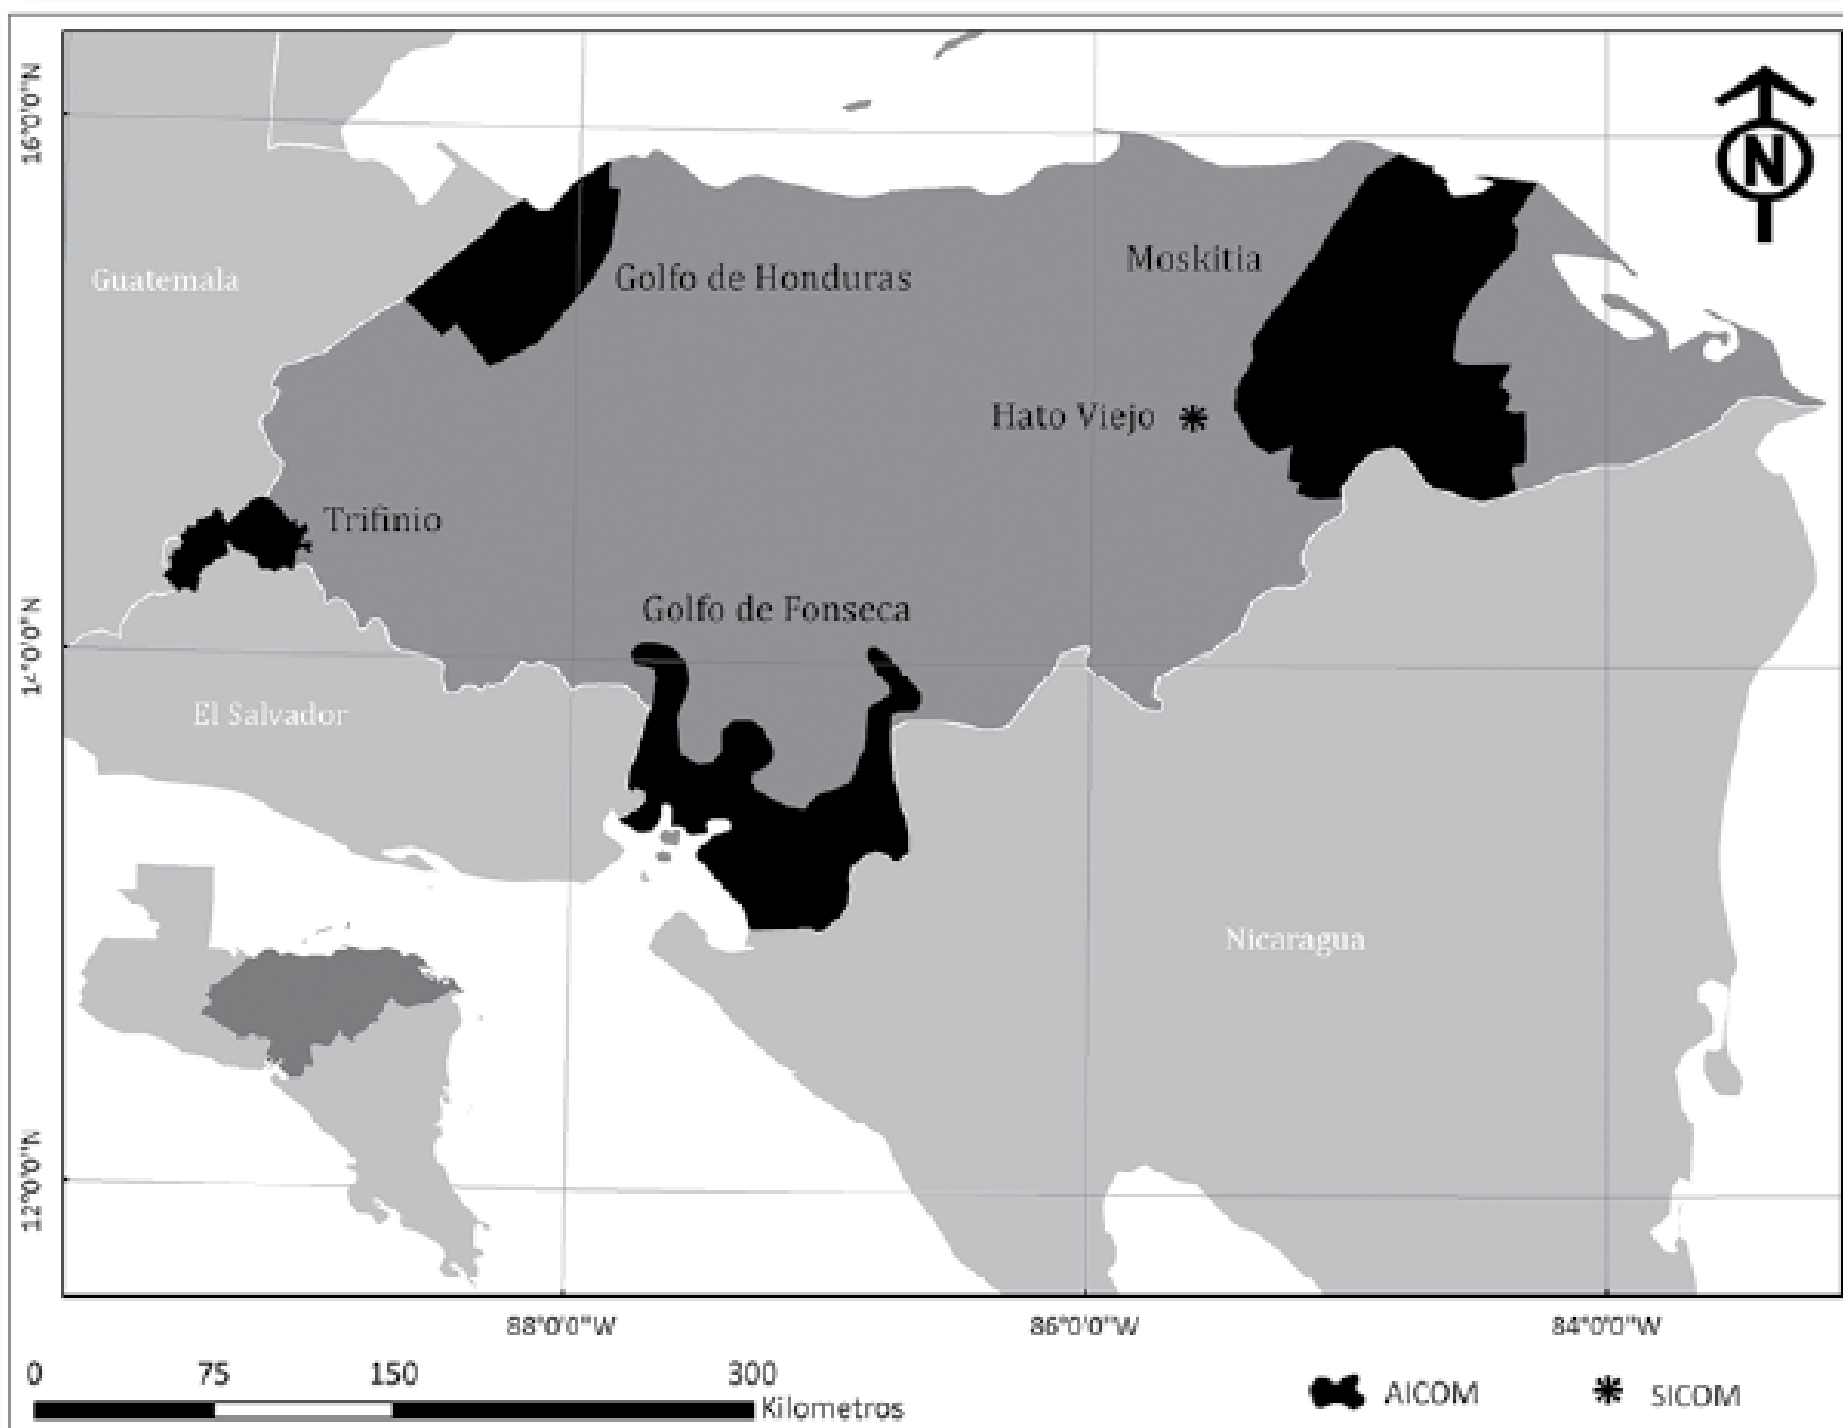 16°0'0"N
N
Guatemala
Golfo de Honduras
Moskitia
Hato Viejo
Trifinio
14°0'0"N
Golfo de Fonseca
El Salvador
Nicaragua
12°0'0"N
88°0'0"W
86°0'0"W
84°0'0"W
0 75 150 300
Kilometros
AICOM
SICOM